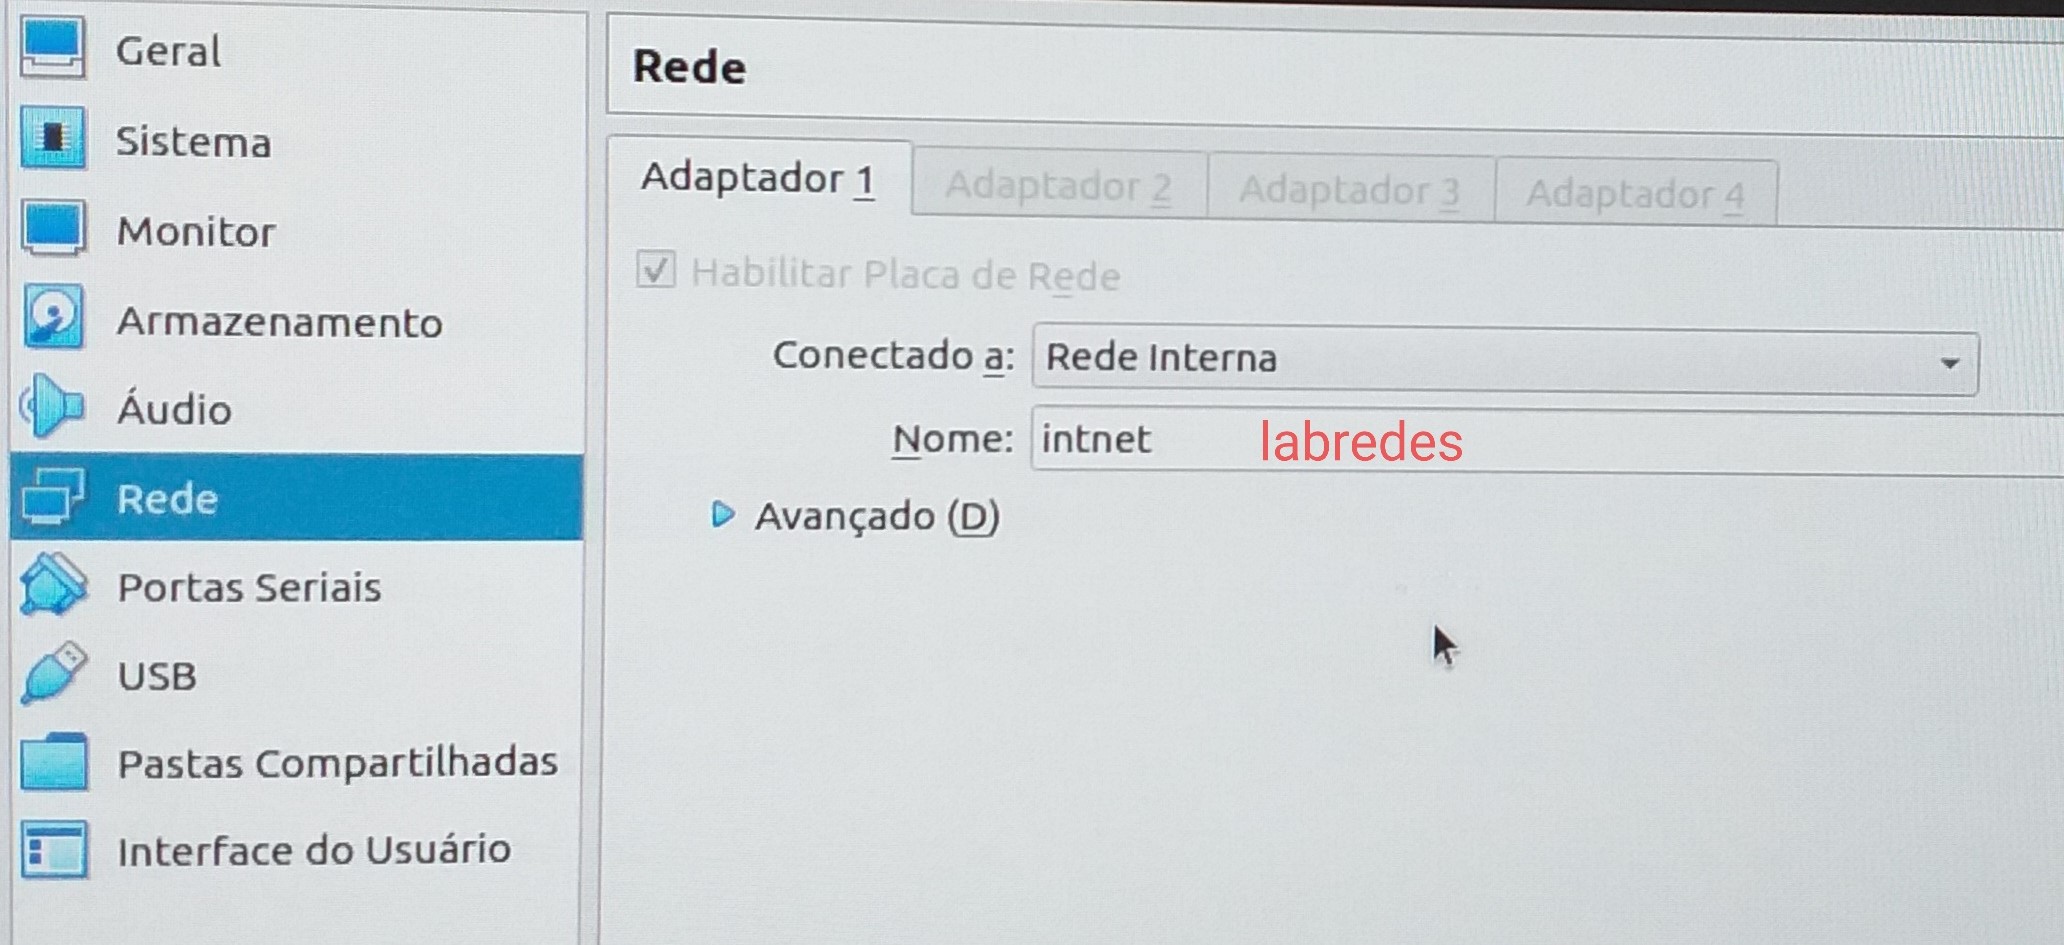 Geral
Sistema
Monitor
Armazenamento
Áudio
Rede
Portas Seriais
USB
Pastas Compartilhadas
Interface do Usuário
Rede
Adaptador 1
Adaptador 2
Adaptador 3
Adaptador 4
Habilitar Placa de Rede
Conectado a: Rede Interna
Nome: intnet labredes
Avançado (D)